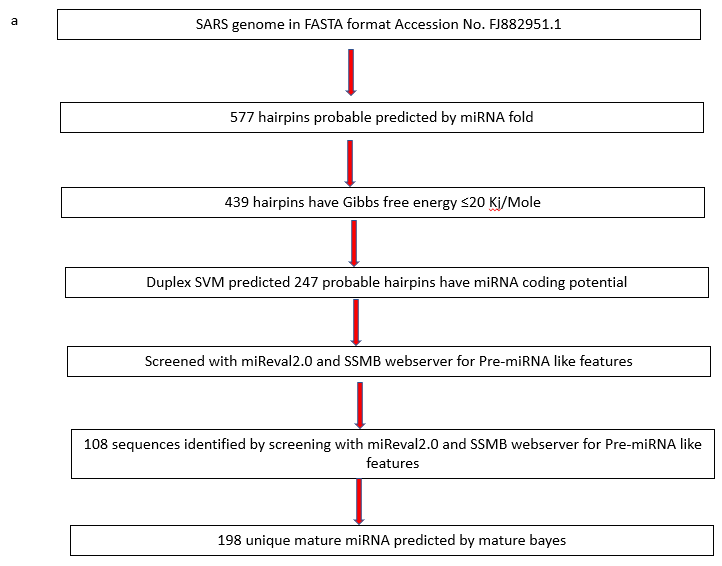 a
SARS genome in FASTA format Accession No. FJ882951.1
577 hairpins probable predicted by miRNA fold
439 hairpins have Gibbs free energy ≤20 Kj/Mole
Duplex SVM predicted 247 probable hairpins have miRNA coding potential
Screened with miReval2.0 and SSMB webserver for Pre-miRNA like features
108 sequences identified by screening with miReval2.0 and SSMB webserver for Pre-miRNA like
features
198 unique mature miRNA predicted by mature bayes